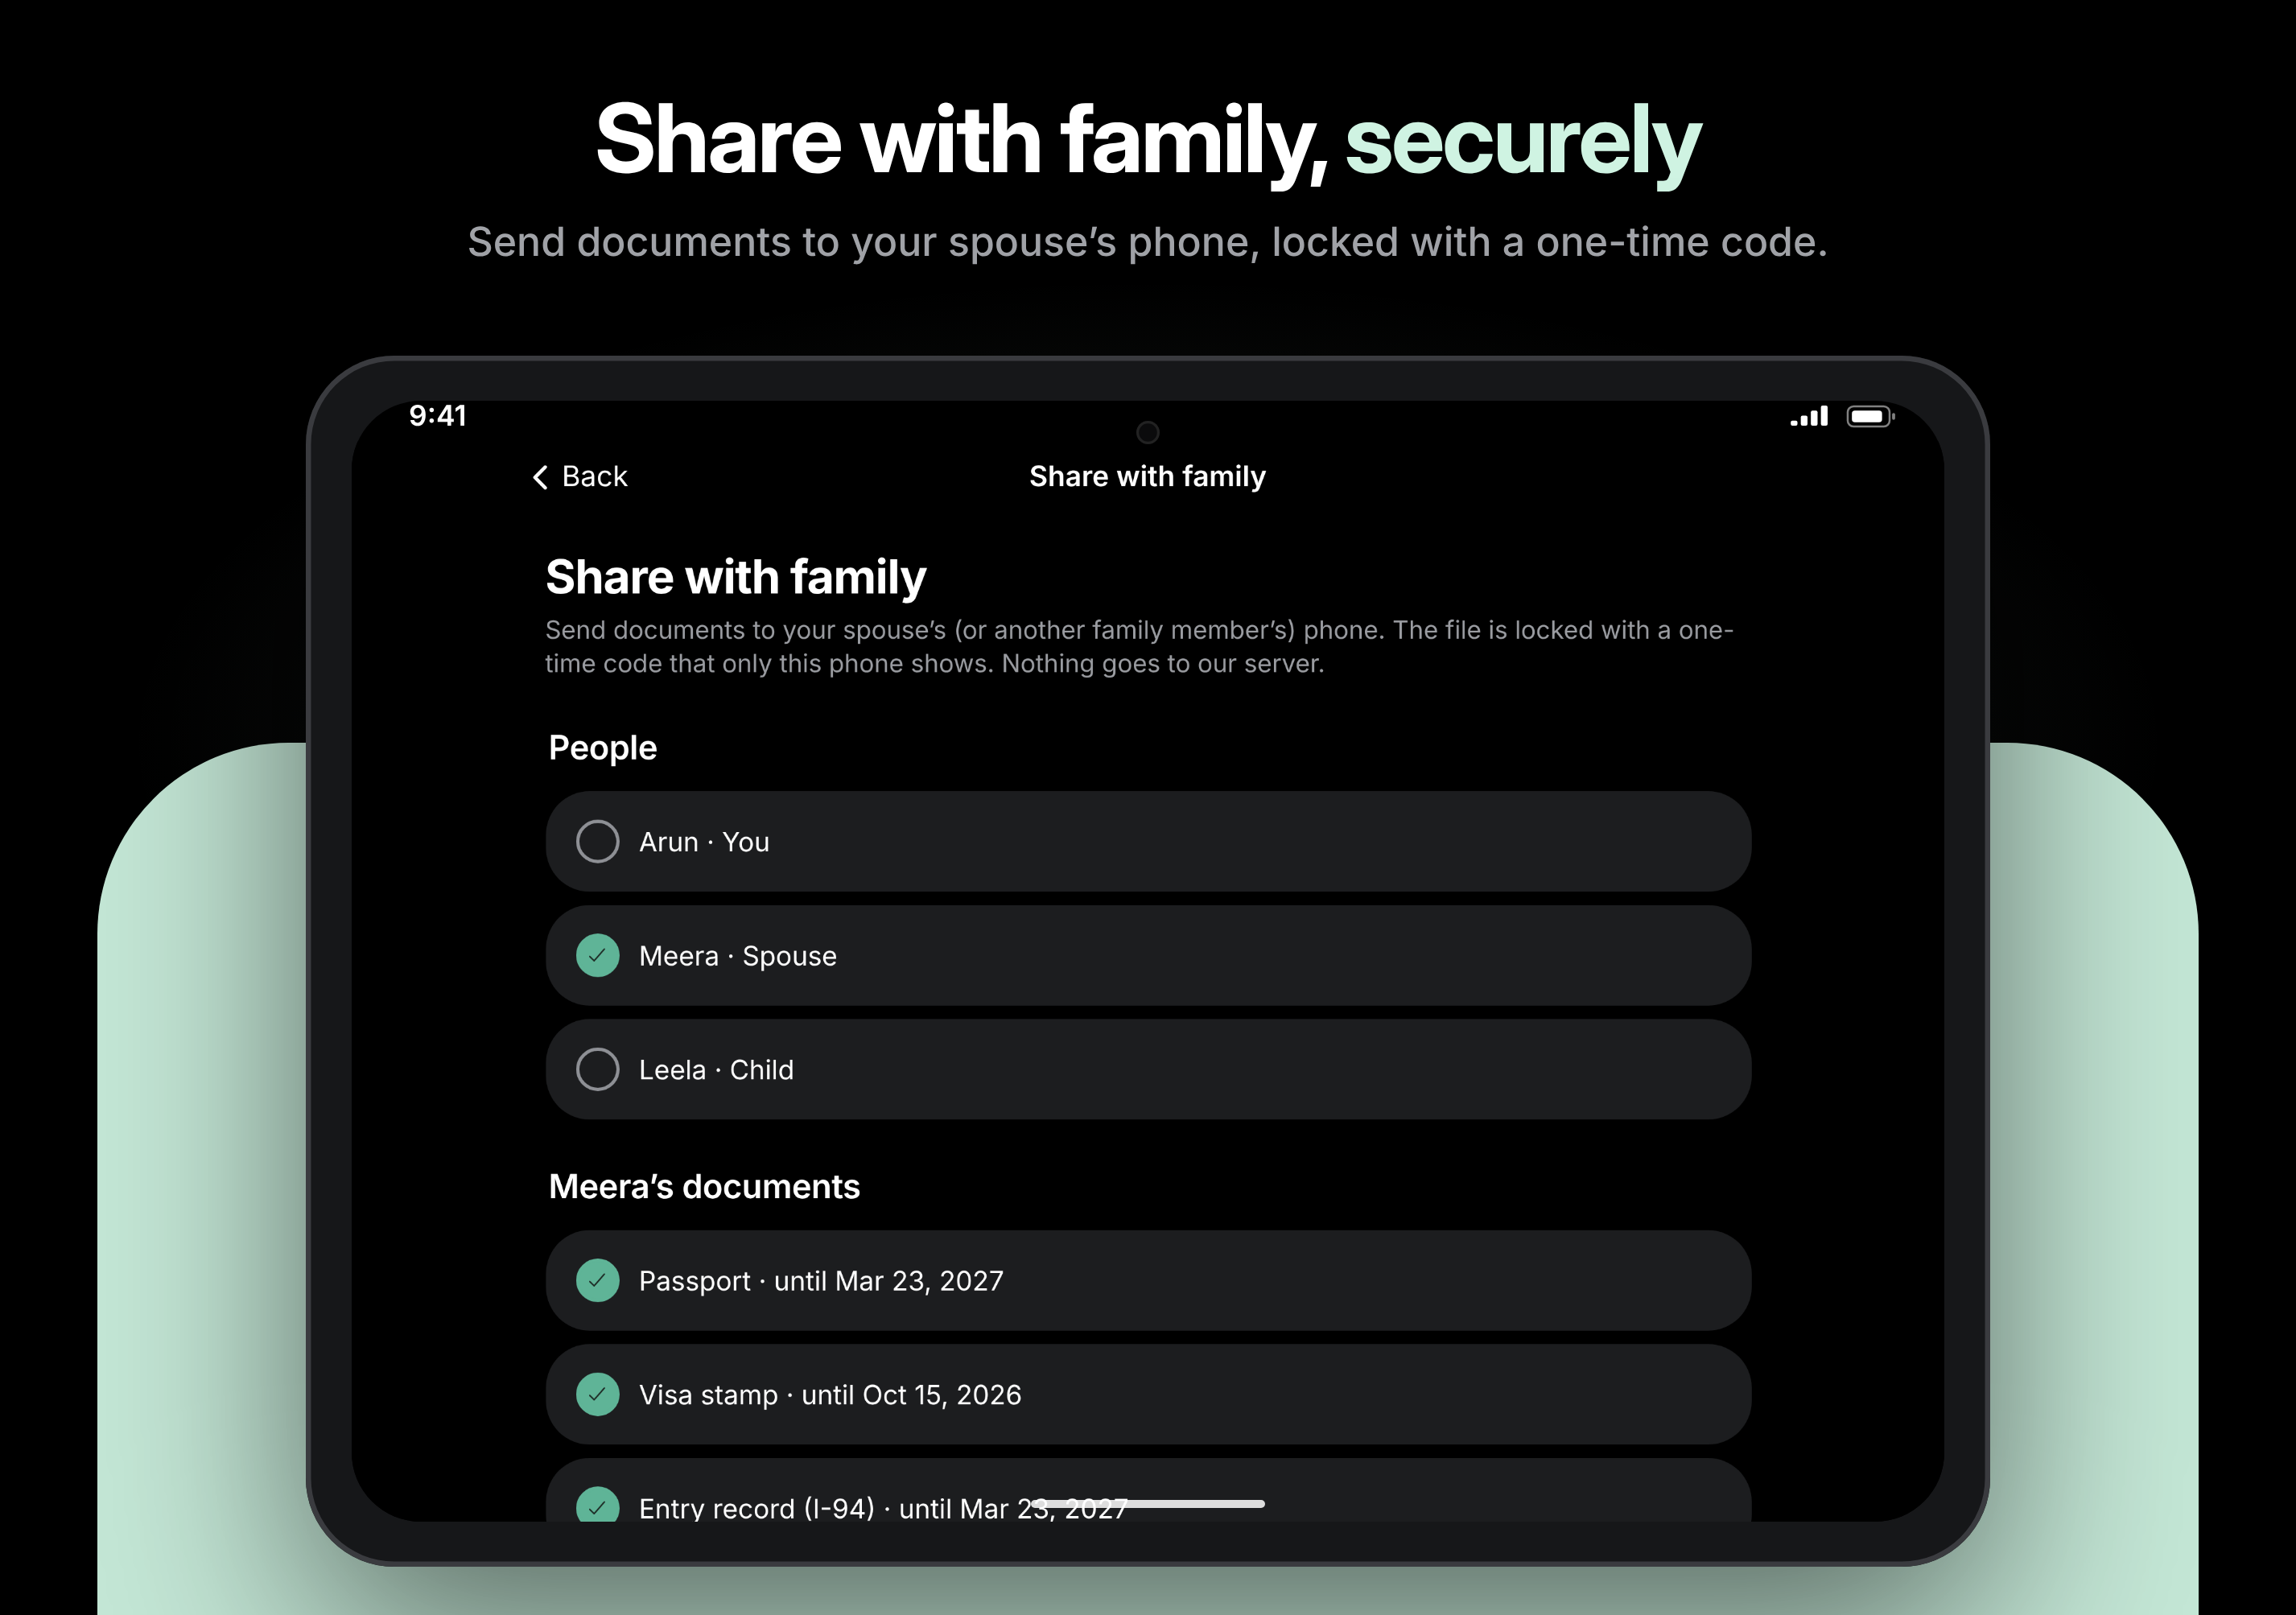 Share with family, securely
Send documents to your spouse’s phone, locked with a one-time code.
9:41
Back
Share with family
Share with family
Send documents to your spouse’s (or another family member’s) phone. The file is locked with a one-
time code that only this phone shows. Nothing goes to our server.
People
Arun · You
Meera · Spouse
Leela · Child
Meera’s documents
Passport · until Mar 23, 2027
Visa stamp · until Oct 15, 2026
Entry record (I-94) · until Mar 23, 2027